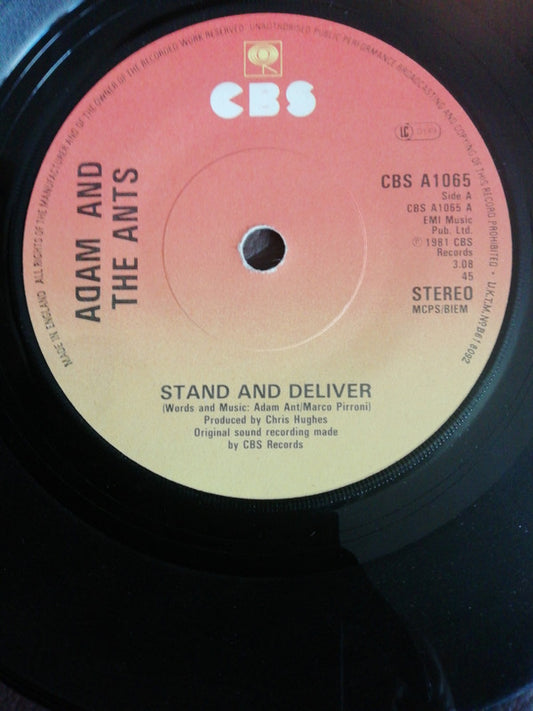 MADE IN ENGLAND ALL RIGHTS OF THE MANUFACTURER AND OF THE OWNER OF THE RECORDED WORK RESERVED. UNAUTHORISED PUBLIC PERFORMANCE BROADCASTING AND COPYING OF THIS RECORD PROHIBITED • U.K.T.M. Nº B618092
CBS
ADAM AND
THE ANTS
LC
CBS A1065
Side A
CBS A1065 A
EMI Music
Pub. Ltd.
℗ 1981 CBS
Records
3.08
45
STEREO
MCPS/BIEM
STAND AND DELIVER
(Words and Music: Adam Ant/Marco Pirroni)
Produced by Chris Hughes
Original sound recording made
by CBS Records